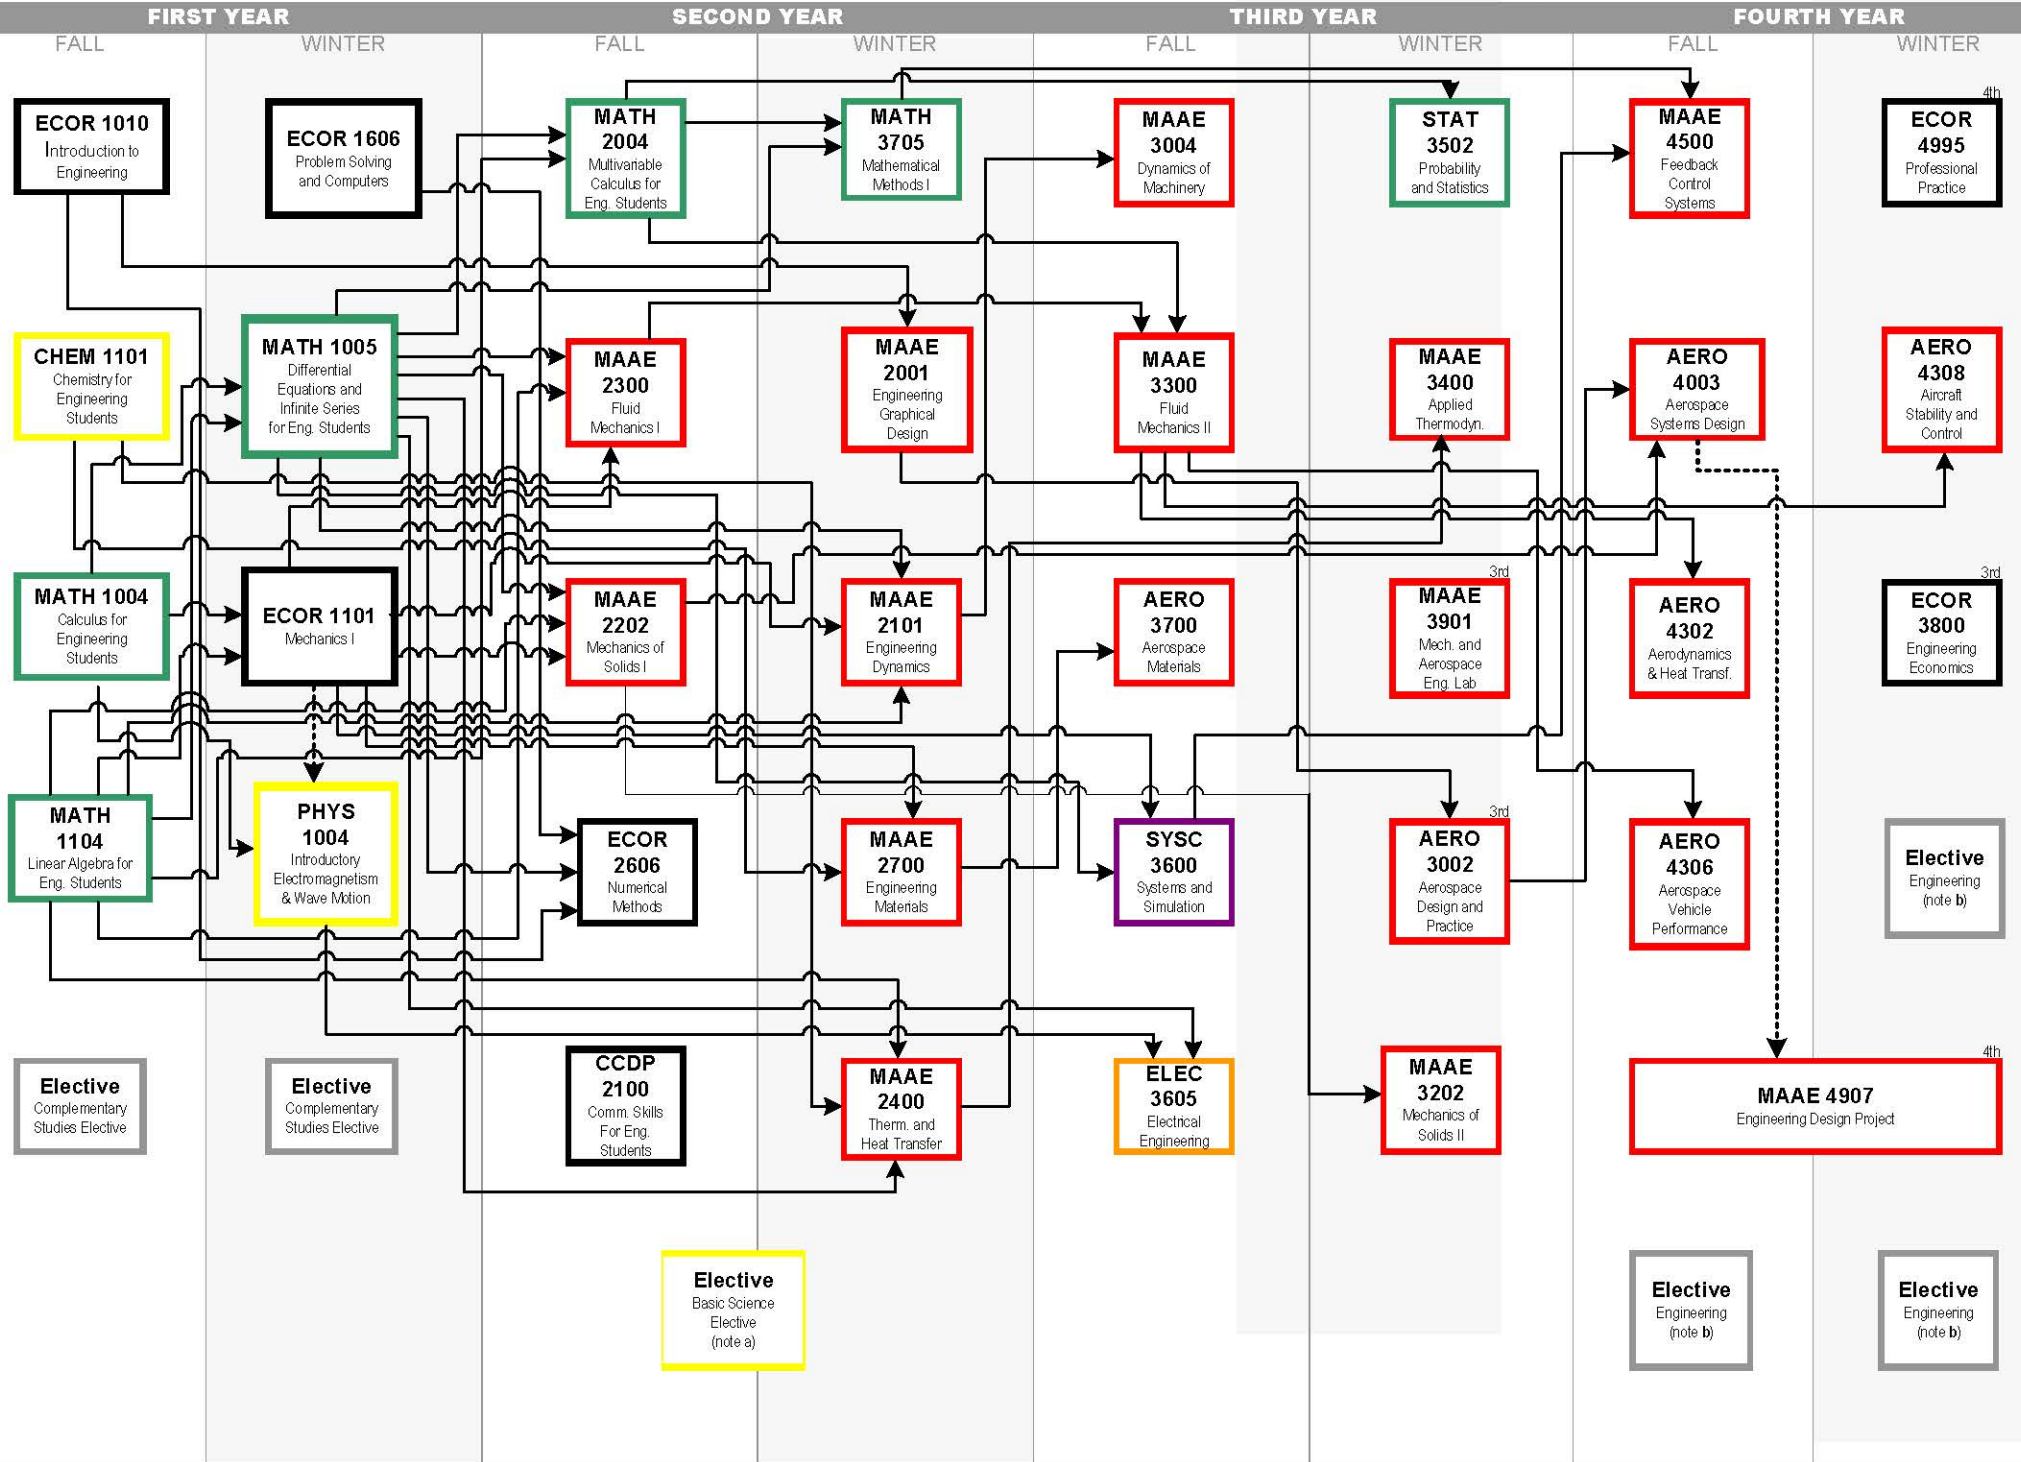 FIRST YEAR
SECOND YEAR
THIRD YEAR
FOURTH YEAR
FALL
WINTER
FALL
WINTER
FALL
WINTER
FALL
WINTER
ECOR 1010
Introduction to
Engineering
ECOR 1606
Problem Solving
and Computers
MATH
2004
Multivariable
Calculus for
Eng. Students
MATH
3705
Mathematical
Methods I
MAAE
3004
Dynamics of
Machinery
STAT
3502
Probability
and Statistics
MAAE
4500
Feedback
Control
Systems
4th
ECOR
4995
Professional
Practice
CHEM 1101
Chemistry for
Engineering
Students
MATH 1005
Differential
Equations and
Infinite Series
for Eng. Students
MAAE
2300
Fluid
Mechanics I
MAAE
2001
Engineering
Graphical
Design
MAAE
3300
Fluid
Mechanics II
MAAE
3400
Applied
Thermodyn.
AERO
4003
Aerospace
Systems Design
AERO
4308
Aircraft
Stability and
Control
MATH 1004
Calculus for
Engineering
Students
ECOR 1101
Mechanics I
MAAE
2202
Mechanics of
Solids I
MAAE
2101
Engineering
Dynamics
AERO
3700
Aerospace
Materials
3rd
MAAE
3901
Mech. and
Aerospace
Eng. Lab
AERO
4302
Aerodynamics
& Heat Transf.
3rd
ECOR
3800
Engineering
Economics
MATH
1104
Linear Algebra for
Eng. Students
PHYS
1004
Introductory
Electromagnetism
& Wave Motion
ECOR
2606
Numerical
Methods
MAAE
2700
Engineering
Materials
SYSC
3600
Systems and
Simulation
3rd
AERO
3002
Aerospace
Design and
Practice
AERO
4306
Aerospace
Vehicle
Performance
Elective
Engineering
(note b)
Elective
Complementary
Studies Elective
Elective
Complementary
Studies Elective
CCDP
2100
Comm. Skills
For Eng.
Students
MAAE
2400
Therm. and
Heat Transfer
ELEC
3605
Electrical
Engineering
MAAE
3202
Mechanics of
Solids II
4th
MAAE 4907
Engineering Design Project
Elective
Basic Science
Elective
(note a)
Elective
Engineering
(note b)
Elective
Engineering
(note b)